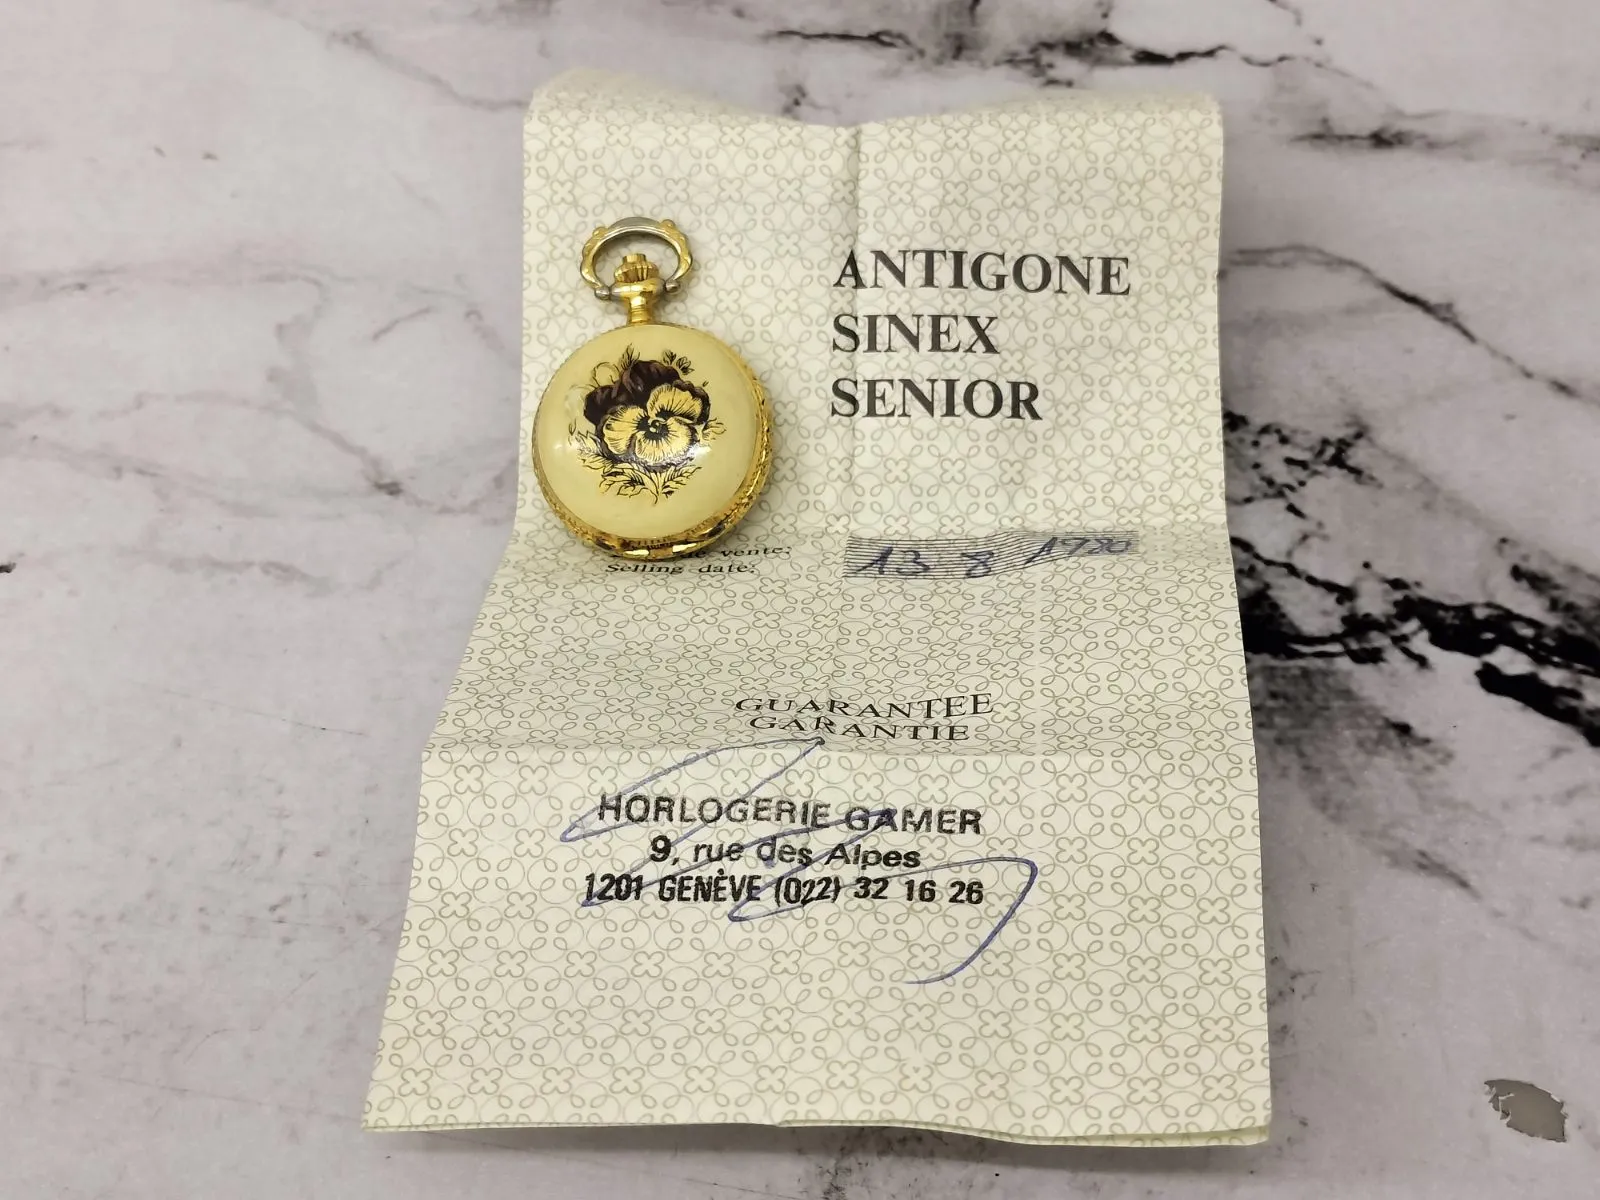 ANTIGONE
SINEX
SENIOR
vente:
Selling date:
13 8 1980
GUARANTEE
GARANTIE
HORLOGERIE GAMER
9, rue des Alpes
1201 GENÈVE (022) 32 16 26